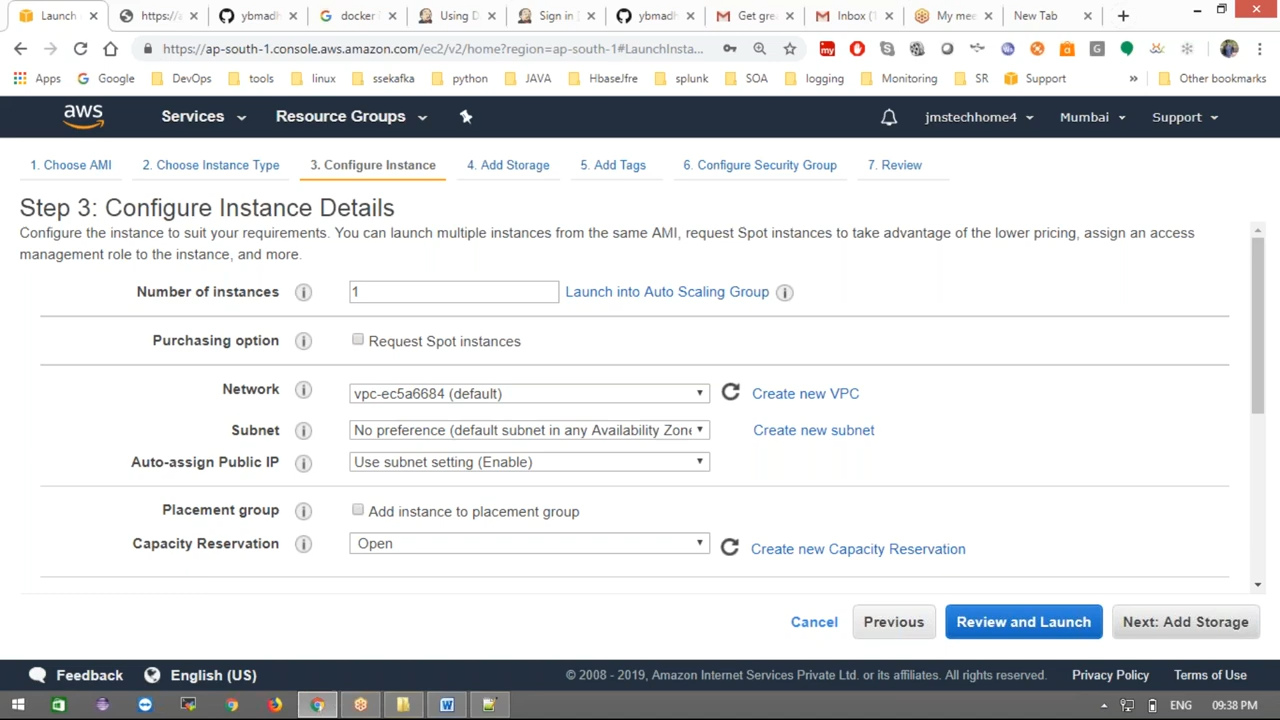 Launch
https://a
ybmadh
docker
Using D
Sign in
ybmadh
Get gre
Inbox (1
My mee
New Tab
https://ap-south-1.console.aws.amazon.com/ec2/v2/home?region=ap-south-1#LaunchInsta...
Apps Google DevOps tools linux ssekafka python JAVA Hbase/jfre splunk SOA logging Monitoring SR Support » Other bookmarks
aws Services Resource Groups jmstechhome4 Mumbai Support
1. Choose AMI 2. Choose Instance Type 3. Configure Instance 4. Add Storage 5. Add Tags 6. Configure Security Group 7. Review
Step 3: Configure Instance Details
Configure the instance to suit your requirements. You can launch multiple instances from the same AMI, request Spot instances to take advantage of the lower pricing, assign an access
management role to the instance, and more.
Number of instances 1 Launch into Auto Scaling Group
Purchasing option Request Spot instances
Network vpc-ec5a6684 (default) Create new VPC
Subnet No preference (default subnet in any Availability Zone Create new subnet
Auto-assign Public IP Use subnet setting (Enable)
Placement group Add instance to placement group
Capacity Reservation Open Create new Capacity Reservation
Cancel Previous Review and Launch Next: Add Storage
Feedback English (US) © 2008 - 2019, Amazon Internet Services Private Ltd. or its affiliates. All rights reserved. Privacy Policy Terms of Use
ENG 09:38 PM